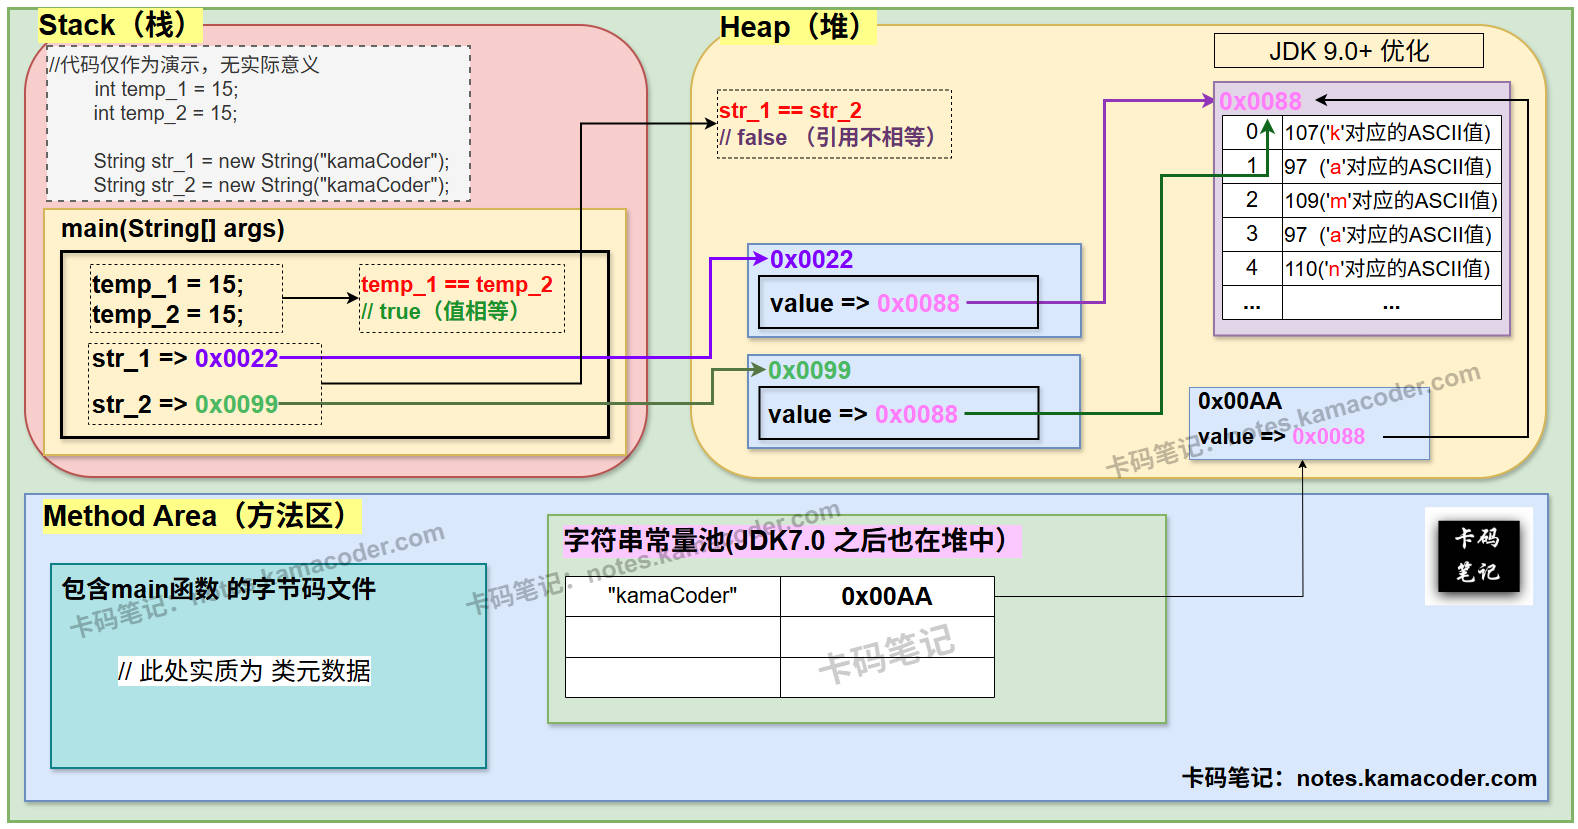 Stack（栈）
//代码仅作为演示，无实际意义
int temp_1 = 15;
int temp_2 = 15;
String str_1 = new String("kamaCoder");
String str_2 = new String("kamaCoder");
main(String[] args)
temp_1 = 15;
temp_2 = 15;
temp_1 == temp_2
// true（值相等）
str_1 => 0x0022
str_2 => 0x0099
Heap（堆）
str_1 == str_2
// false （引用不相等）
JDK 9.0+ 优化
0x0088
0 107('k'对应的ASCII值)
1 97 ('a'对应的ASCII值)
2 109('m'对应的ASCII值)
3 97 ('a'对应的ASCII值)
4 110('n'对应的ASCII值)
... ...
0x0022
value => 0x0088
0x0099
value => 0x0088
0x00AA
value => 0x0088
卡码笔记：notes.kamacoder.com
Method Area（方法区）
包含main函数 的字节码文件
// 此处实质为 类元数据
卡码笔记：notes.kamacoder.com
字符串常量池(JDK7.0 之后也在堆中）
"kamaCoder" 0x00AA
卡码笔记：notes.kamacoder.com
卡码笔记
卡码
笔记
卡码笔记：notes.kamacoder.com